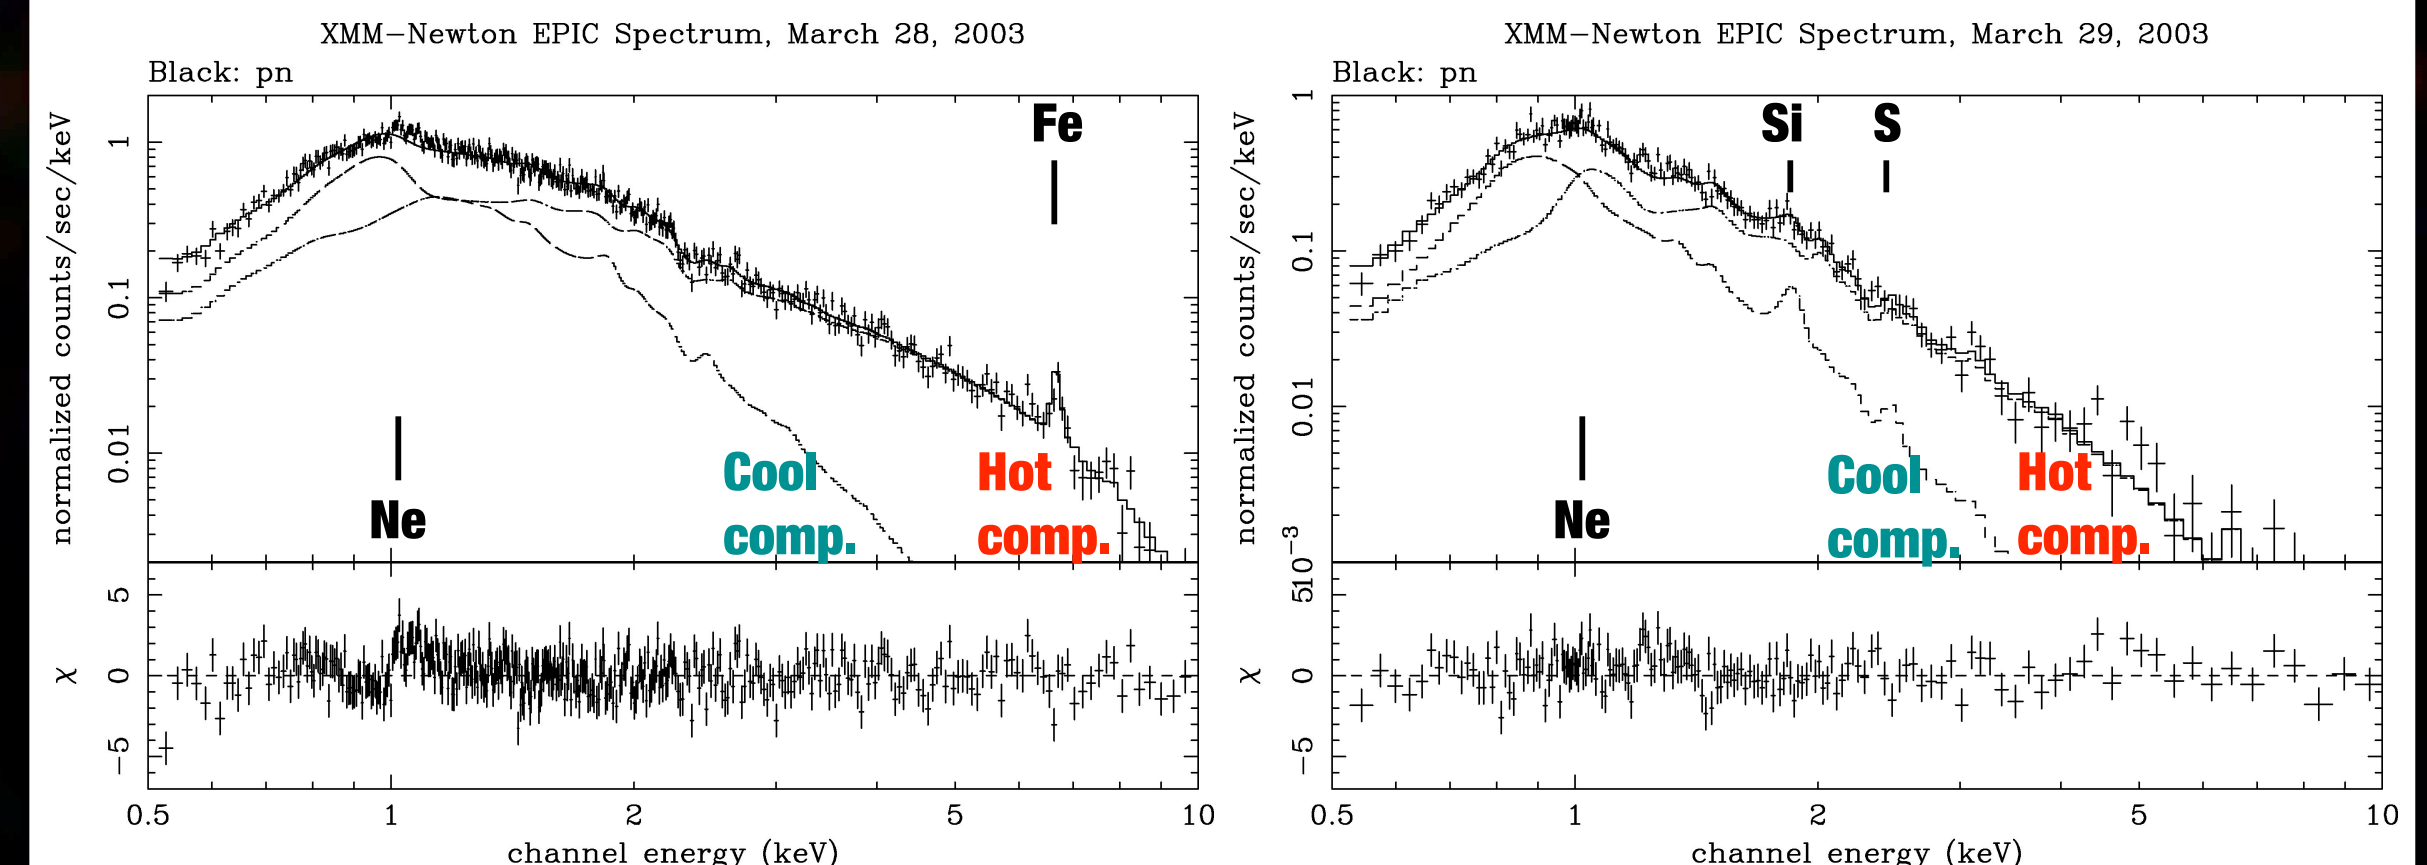 XMM-Newton EPIC Spectrum, March 28, 2003
Black: pn
normalized counts/sec/keV
1
0.1
0.01
Fe
Ne
Cool
comp.
Hot
comp.
χ
5
0
-5
0.5 1 2 5 10
channel energy (keV)
XMM-Newton EPIC Spectrum, March 29, 2003
Black: pn
normalized counts/sec/keV
1
0.1
0.01
10-3
Si
S
Ne
Cool
comp.
Hot
comp.
χ
5
0
-5
0.5 1 2 5 10
channel energy (keV)